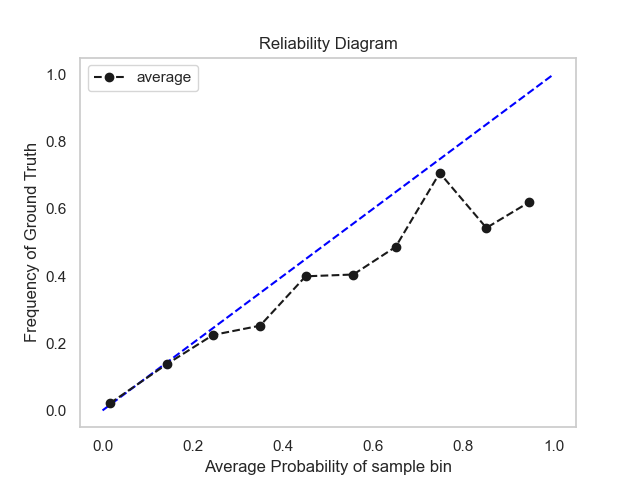 Reliability Diagram
average
1.0
0.8
0.6
0.4
0.2
0.0
Frequency of Ground Truth
0.0 0.2 0.4 0.6 0.8 1.0
Average Probability of sample bin